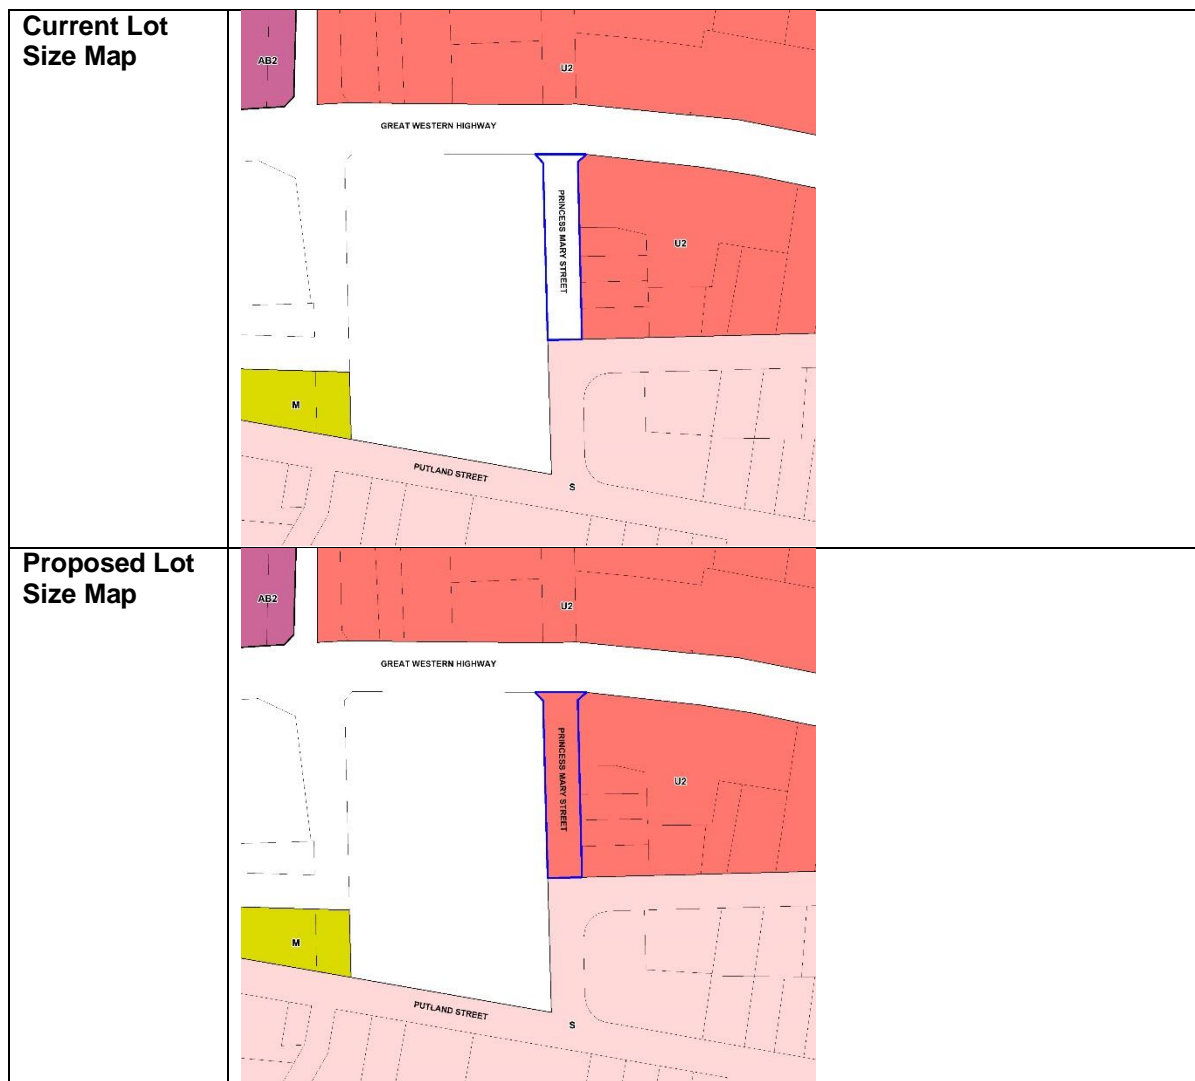 Current Lot
Size Map
AB2
U2
GREAT WESTERN HIGHWAY
PRINCESS MARY STREET
U2
M
PUTLAND STREET
S
Proposed Lot
Size Map
AB2
U2
GREAT WESTERN HIGHWAY
PRINCESS MARY STREET
U2
M
PUTLAND STREET
S